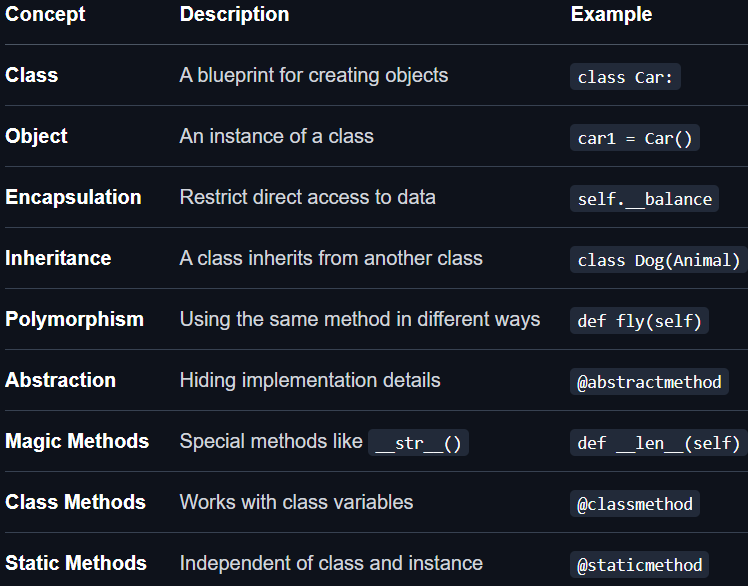 Concept Description Example
Class A blueprint for creating objects class Car:
Object An instance of a class car1 = Car()
Encapsulation Restrict direct access to data self.__balance
Inheritance A class inherits from another class class Dog(Animal)
Polymorphism Using the same method in different ways def fly(self)
Abstraction Hiding implementation details @abstractmethod
Magic Methods Special methods like __str__() def __len__(self)
Class Methods Works with class variables @classmethod
Static Methods Independent of class and instance @staticmethod